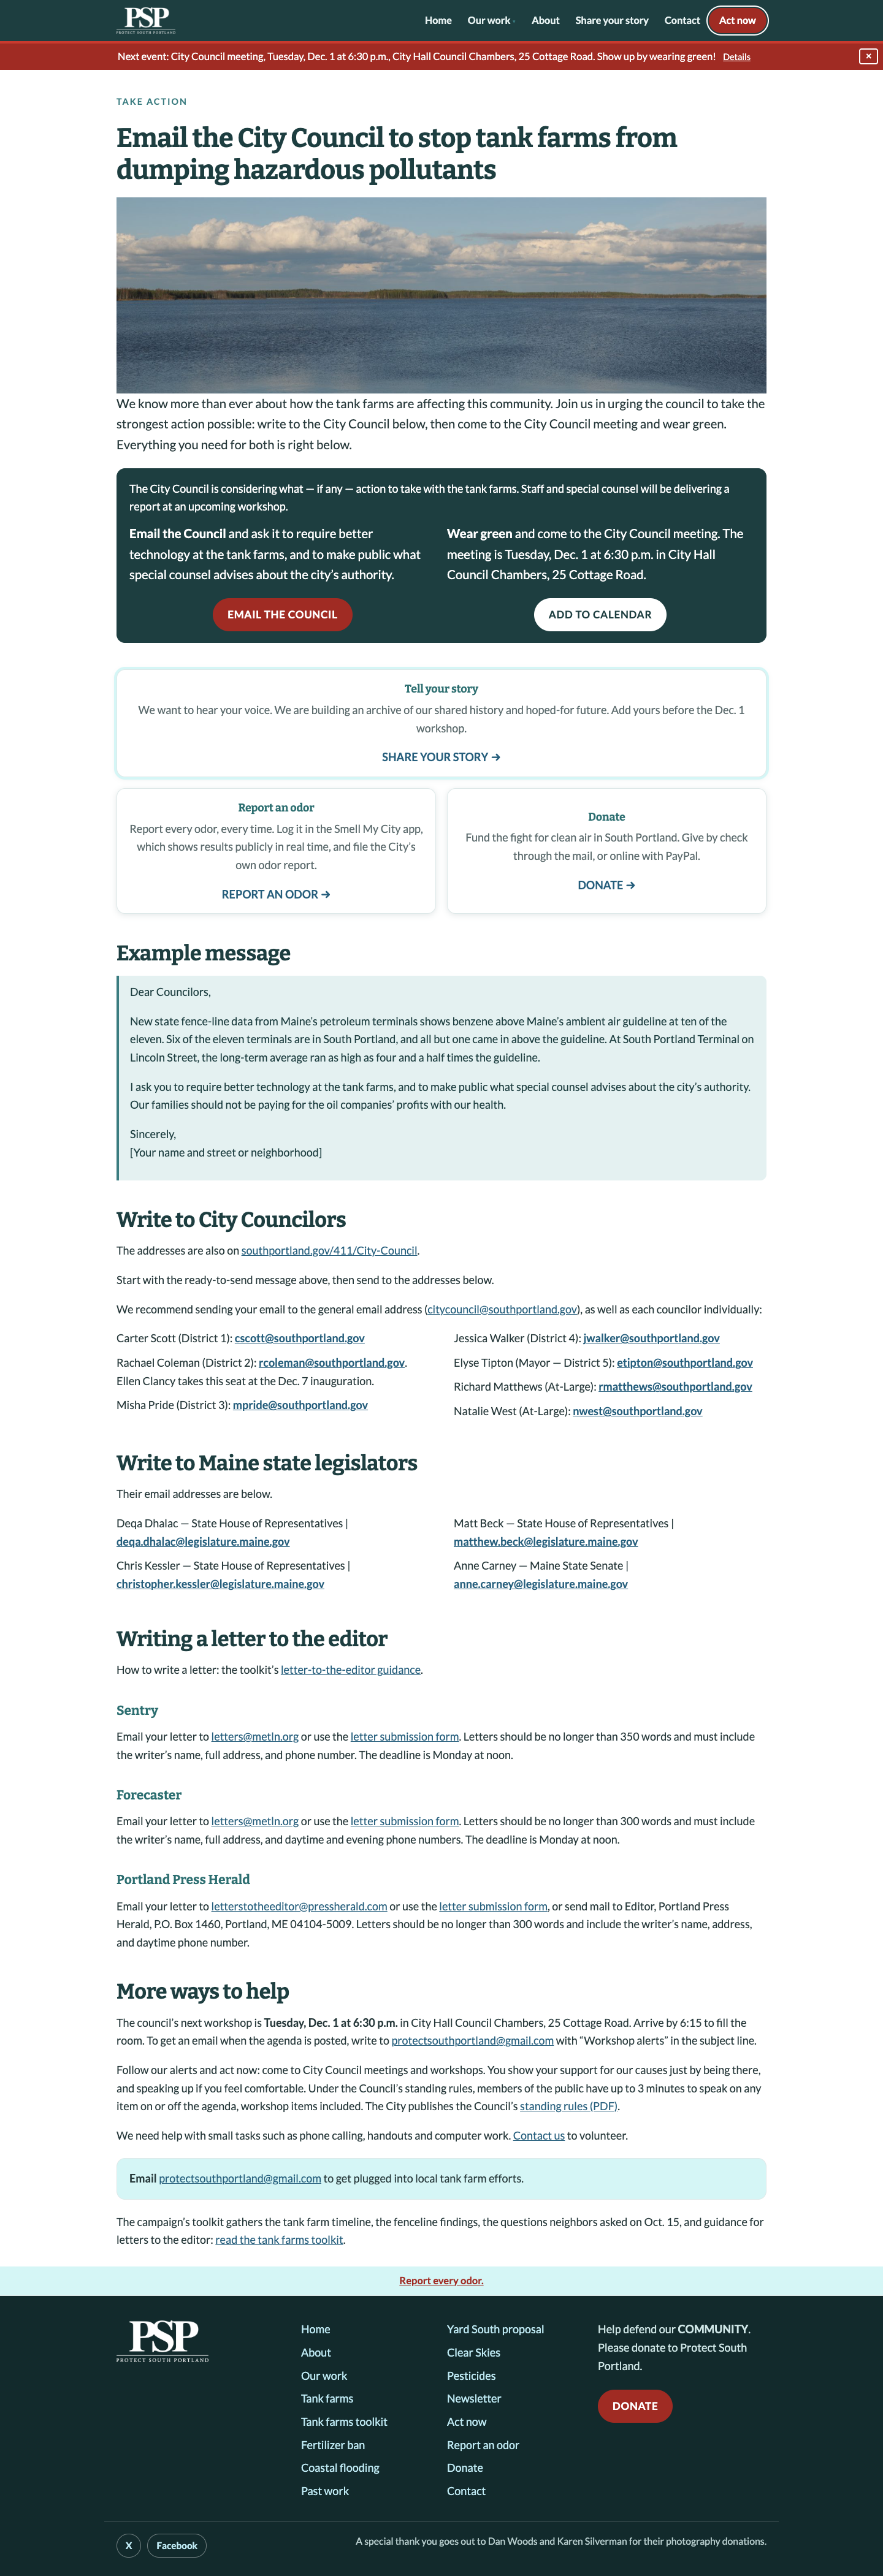 PSP
PROTECT SOUTH PORTLAND
Home
Our work
About
Share your story
Contact
Act now
Next event: City Council meeting, Tuesday, Dec. 1 at 6:30 p.m., City Hall Council Chambers, 25 Cottage Road. Show up by wearing green! Details
×
TAKE ACTION
Email the City Council to stop tank farms from
dumping hazardous pollutants
We know more than ever about how the tank farms are affecting this community. Join us in urging the council to take the
strongest action possible: write to the City Council below, then come to the City Council meeting and wear green.
Everything you need for both is right below.
The City Council is considering what — if any — action to take with the tank farms. Staff and special counsel will be delivering a
report at an upcoming workshop.
Email the Council and ask it to require better
technology at the tank farms, and to make public what
special counsel advises about the city’s authority.
EMAIL THE COUNCIL
Wear green and come to the City Council meeting. The
meeting is Tuesday, Dec. 1 at 6:30 p.m. in City Hall
Council Chambers, 25 Cottage Road.
ADD TO CALENDAR
Tell your story
We want to hear your voice. We are building an archive of our shared history and hoped-for future. Add yours before the Dec. 1
workshop.
SHARE YOUR STORY →
Report an odor
Report every odor, every time. Log it in the Smell My City app,
which shows results publicly in real time, and file the City’s
own odor report.
REPORT AN ODOR →
Donate
Fund the fight for clean air in South Portland. Give by check
through the mail, or online with PayPal.
DONATE →
Example message
Dear Councilors,
New state fence-line data from Maine’s petroleum terminals shows benzene above Maine’s ambient air guideline at ten of the
eleven. Six of the eleven terminals are in South Portland, and all but one came in above the guideline. At South Portland Terminal on
Lincoln Street, the long-term average ran as high as four and a half times the guideline.
I ask you to require better technology at the tank farms, and to make public what special counsel advises about the city’s authority.
Our families should not be paying for the oil companies’ profits with our health.
Sincerely,
[Your name and street or neighborhood]
Write to City Councilors
The addresses are also on southportland.gov/411/City-Council.
Start with the ready-to-send message above, then send to the addresses below.
We recommend sending your email to the general email address (citycouncil@southportland.gov), as well as each councilor individually:
Carter Scott (District 1): cscott@southportland.gov
Rachael Coleman (District 2): rcoleman@southportland.gov.
Ellen Clancy takes this seat at the Dec. 7 inauguration.
Misha Pride (District 3): mpride@southportland.gov
Jessica Walker (District 4): jwalker@southportland.gov
Elyse Tipton (Mayor — District 5): etipton@southportland.gov
Richard Matthews (At-Large): rmatthews@southportland.gov
Natalie West (At-Large): nwest@southportland.gov
Write to Maine state legislators
Their email addresses are below.
Deqa Dhalac — State House of Representatives |
deqa.dhalac@legislature.maine.gov
Chris Kessler — State House of Representatives |
christopher.kessler@legislature.maine.gov
Matt Beck — State House of Representatives |
matthew.beck@legislature.maine.gov
Anne Carney — Maine State Senate |
anne.carney@legislature.maine.gov
Writing a letter to the editor
How to write a letter: the toolkit’s letter-to-the-editor guidance.
Sentry
Email your letter to letters@metln.org or use the letter submission form. Letters should be no longer than 350 words and must include
the writer’s name, full address, and phone number. The deadline is Monday at noon.
Forecaster
Email your letter to letters@metln.org or use the letter submission form. Letters should be no longer than 300 words and must include
the writer’s name, full address, and daytime and evening phone numbers. The deadline is Monday at noon.
Portland Press Herald
Email your letter to letterstotheeditor@pressherald.com or use the letter submission form, or send mail to Editor, Portland Press
Herald, P.O. Box 1460, Portland, ME 04104-5009. Letters should be no longer than 300 words and include the writer’s name, address,
and daytime phone number.
More ways to help
The council’s next workshop is Tuesday, Dec. 1 at 6:30 p.m. in City Hall Council Chambers, 25 Cottage Road. Arrive by 6:15 to fill the
room. To get an email when the agenda is posted, write to protectsouthportland@gmail.com with “Workshop alerts” in the subject line.
Follow our alerts and act now: come to City Council meetings and workshops. You show your support for our causes just by being there,
and speaking up if you feel comfortable. Under the Council’s standing rules, members of the public have up to 3 minutes to speak on any
item on or off the agenda, workshop items included. The City publishes the Council’s standing rules (PDF).
We need help with small tasks such as phone calling, handouts and computer work. Contact us to volunteer.
Email protectsouthportland@gmail.com to get plugged into local tank farm efforts.
The campaign’s toolkit gathers the tank farm timeline, the fenceline findings, the questions neighbors asked on Oct. 15, and guidance for
letters to the editor: read the tank farms toolkit.
Report every odor.
PSP
PROTECT SOUTH PORTLAND
Home
About
Our work
Tank farms
Tank farms toolkit
Fertilizer ban
Coastal flooding
Past work
Yard South proposal
Clear Skies
Pesticides
Newsletter
Act now
Report an odor
Donate
Contact
Help defend our COMMUNITY.
Please donate to Protect South
Portland.
DONATE
X
Facebook
A special thank you goes out to Dan Woods and Karen Silverman for their photography donations.